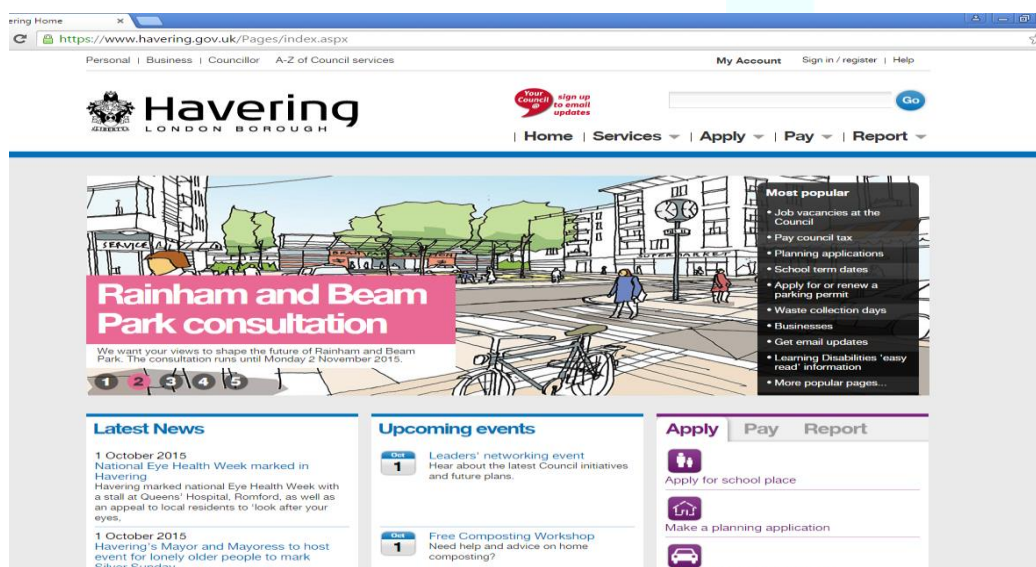 ering Home
https://www.havering.gov.uk/Pages/index.aspx
Personal | Business | Councillor A-Z of Council services
My Account Sign in / register | Help
Havering
LONDON BOROUGH
LIBERTY
Your Council @ sign up to email updates
Go
| Home | Services | Apply | Pay | Report
SERVICE
SUPERMARKET
Rainham and Beam
Park consultation
We want your views to shape the future of Rainham and Beam
Park. The consultation runs until Monday 2 November 2015.
1 2 3 4 5
Most popular
• Job vacancies at the
Council
• Pay council tax
• Planning applications
• School term dates
• Apply for or renew a
parking permit
• Waste collection days
• Businesses
• Get email updates
• Learning Disabilities 'easy
read' information
• More popular pages...
Latest News
1 October 2015
National Eye Health Week marked in
Havering
Havering marked national Eye Health Week with
a stall at Queens' Hospital, Romford, as well as
an appeal to local residents to 'look after your
eyes,
1 October 2015
Havering's Mayor and Mayoress to host
event for lonely older people to mark
Silver Sunday
Upcoming events
Oct
1
Leaders' networking event
Hear about the latest Council initiatives
and future plans.
Oct
1
Free Composting Workshop
Need help and advice on home
composting?
Apply Pay Report
Apply for school place
Make a planning application